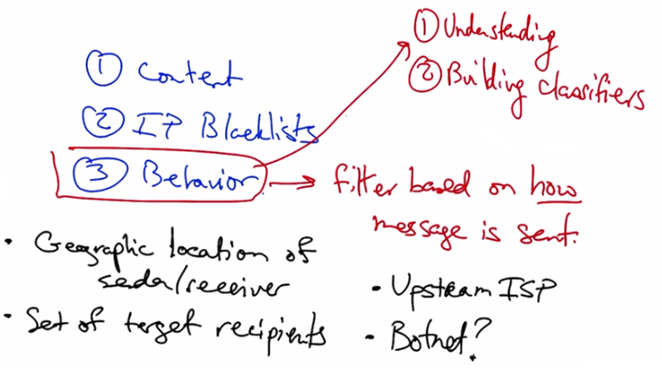 ① Content
② IP Blacklists
③ Behavior
① Understanding
② Building classifiers
filter based on how
message is sent.
• Geographic location of
seder/receiver
• Set of target recipients
• Upstream ISP
• Botnet?